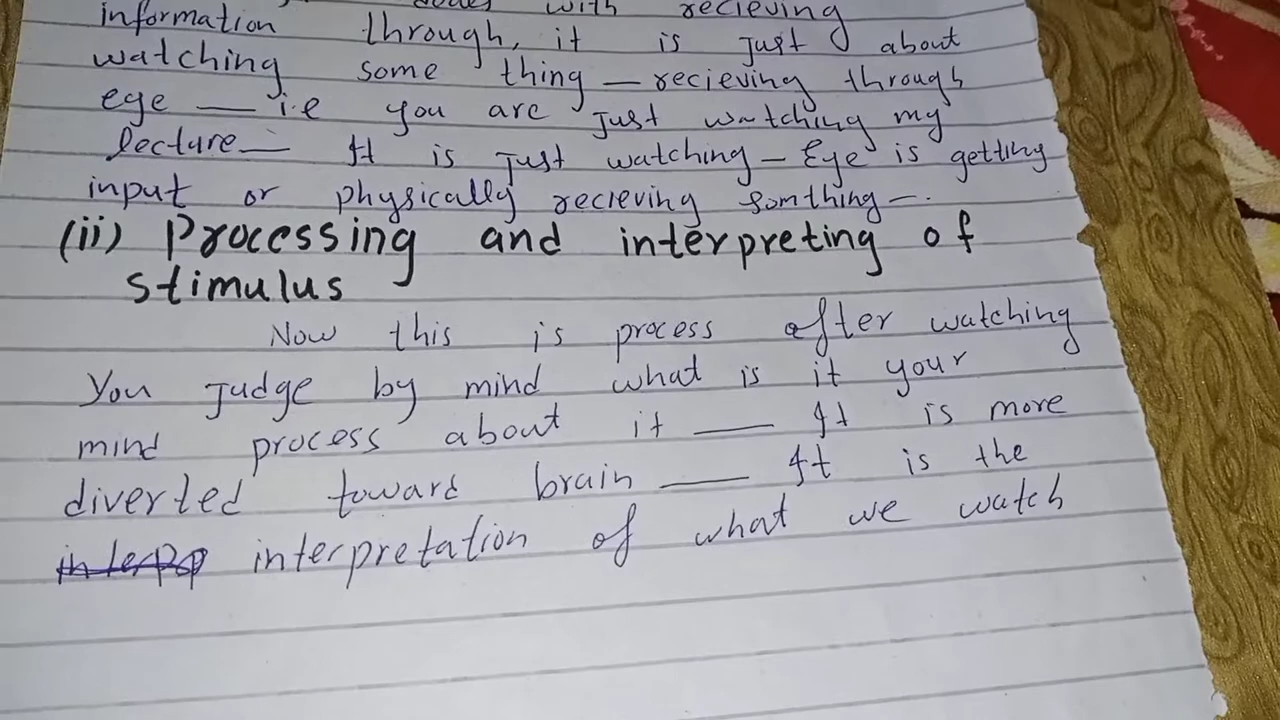 with recieving
information through, it is just about
watching some thing — recieving through
eye — i.e you are just watching my
lecture — It is just watching — Eye is getting
input or physically recieving somthing —.
(ii) Processing and interpreting of
stimulus
Now this is process after watching
You judge by mind what is it your
mind process about it — It is more
diverted toward brain — It is the
interpretation of what we watch